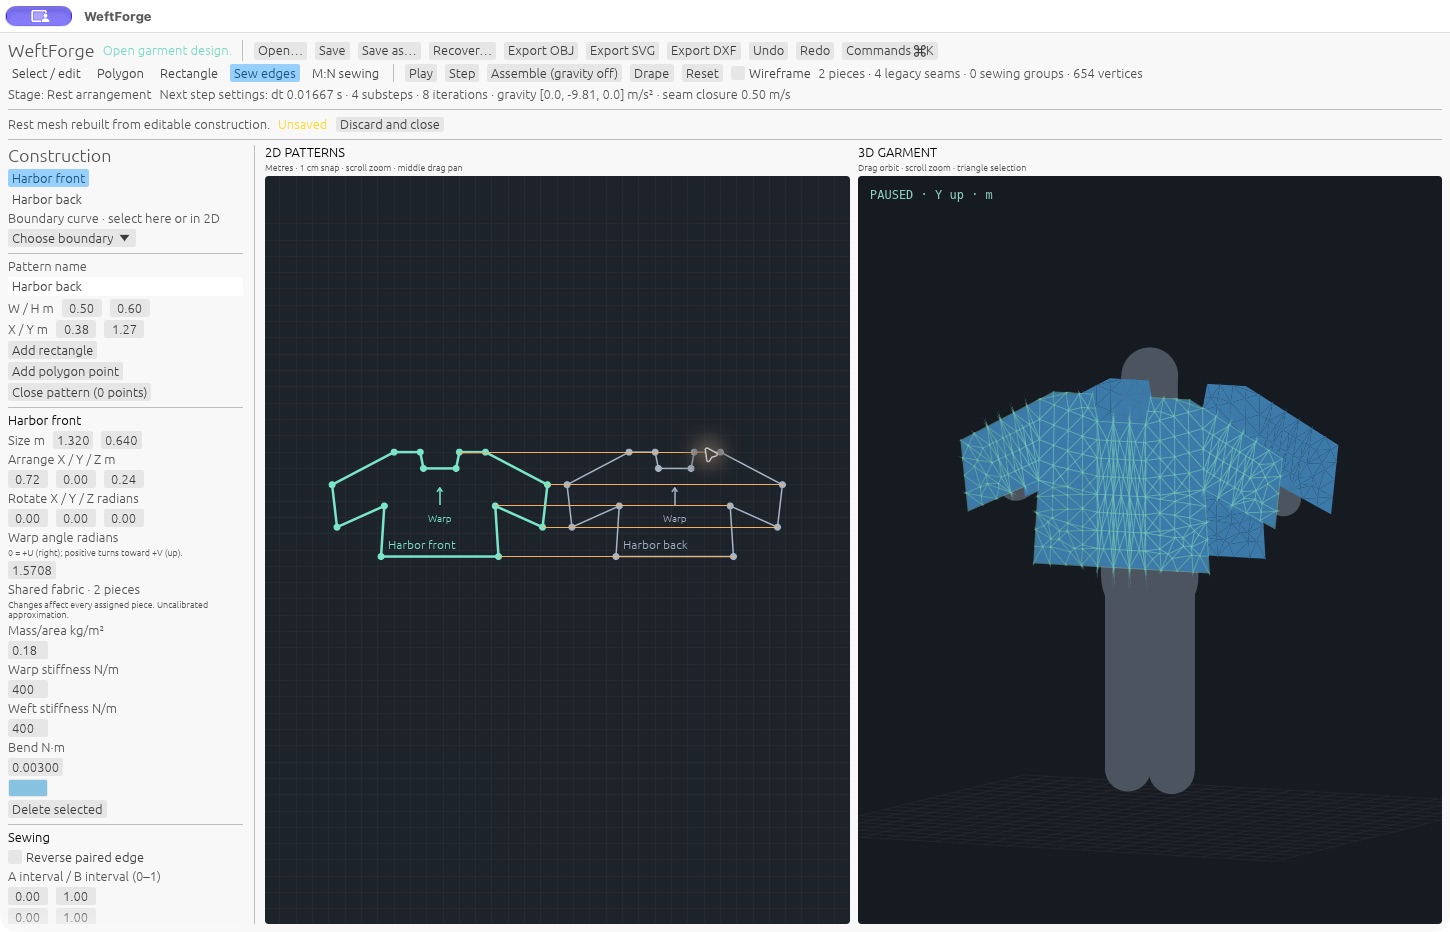 WeftForge
WeftForge Open garment design. Open… Save Save as… Recover… Export OBJ Export SVG Export DXF Undo Redo Commands ⌘K
Select / edit Polygon Rectangle Sew edges M:N sewing Play Step Assemble (gravity off) Drape Reset Wireframe 2 pieces · 4 legacy seams · 0 sewing groups · 654 vertices
Stage: Rest arrangement Next step settings: dt 0.01667 s · 4 substeps · 8 iterations · gravity [0.0, -9.81, 0.0] m/s² · seam closure 0.50 m/s
Rest mesh rebuilt from editable construction. Unsaved Discard and close
Construction
Harbor front
Harbor back
Boundary curve · select here or in 2D
Choose boundary ▼
Pattern name
Harbor back
W / H m 0.50 0.60
X / Y m 0.38 1.27
Add rectangle
Add polygon point
Close pattern (0 points)
Harbor front
Size m 1.320 0.640
Arrange X / Y / Z m
0.72 0.00 0.24
Rotate X / Y / Z radians
0.00 0.00 0.00
Warp angle radians
0 = +U (right); positive turns toward +V (up).
1.5708
Shared fabric · 2 pieces
Changes affect every assigned piece. Uncalibrated
approximation.
Mass/area kg/m²
0.18
Warp stiffness N/m
400
Weft stiffness N/m
400
Bend N·m
0.00300
Delete selected
Sewing
Reverse paired edge
A interval / B interval (0–1)
0.00 1.00
0.00 1.00
2D PATTERNS
Metres · 1 cm snap · scroll zoom · middle drag pan
Warp
Harbor front
Warp
Harbor back
3D GARMENT
Drag orbit · scroll zoom · triangle selection
PAUSED · Y up · m